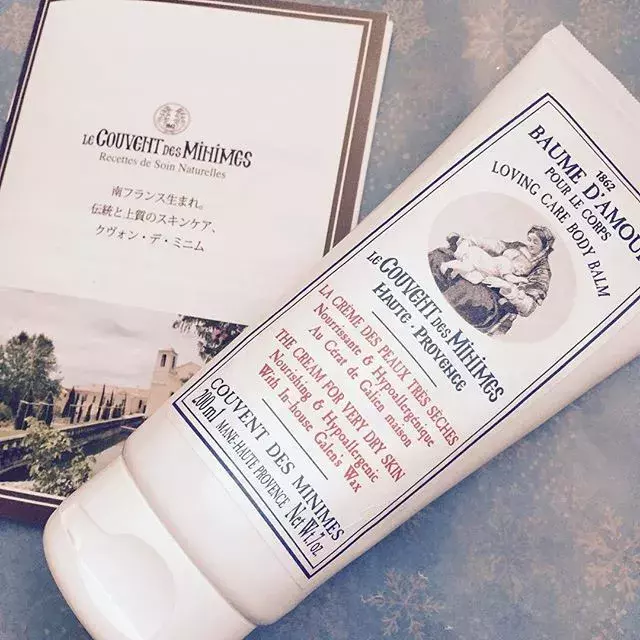 LE COUVENT DES MINIMES
Recettes de Soin Naturelles
南フランス生まれ。
伝統と上質のスキンケア、
クヴォン・デ・ミニム
1862
BAUME D'AMOUR
POUR LE CORPS
LOVING CARE BODY BALM
LE COUVENT DES MINIMES
HAUTE · PROVENCE
LA CRÈME DES PEAUX TRÈS SÈCHES
Nourrissante & Hypoallergénique
Au Cérat de Galien maison
THE CREAM FOR VERY DRY SKIN
Nourishing & Hypoallergenic
With In-house Galen's Wax
COUVENT DES MINIMES
MANE-HAUTE PROVENCE
200ml Net Wt. 7 oz.